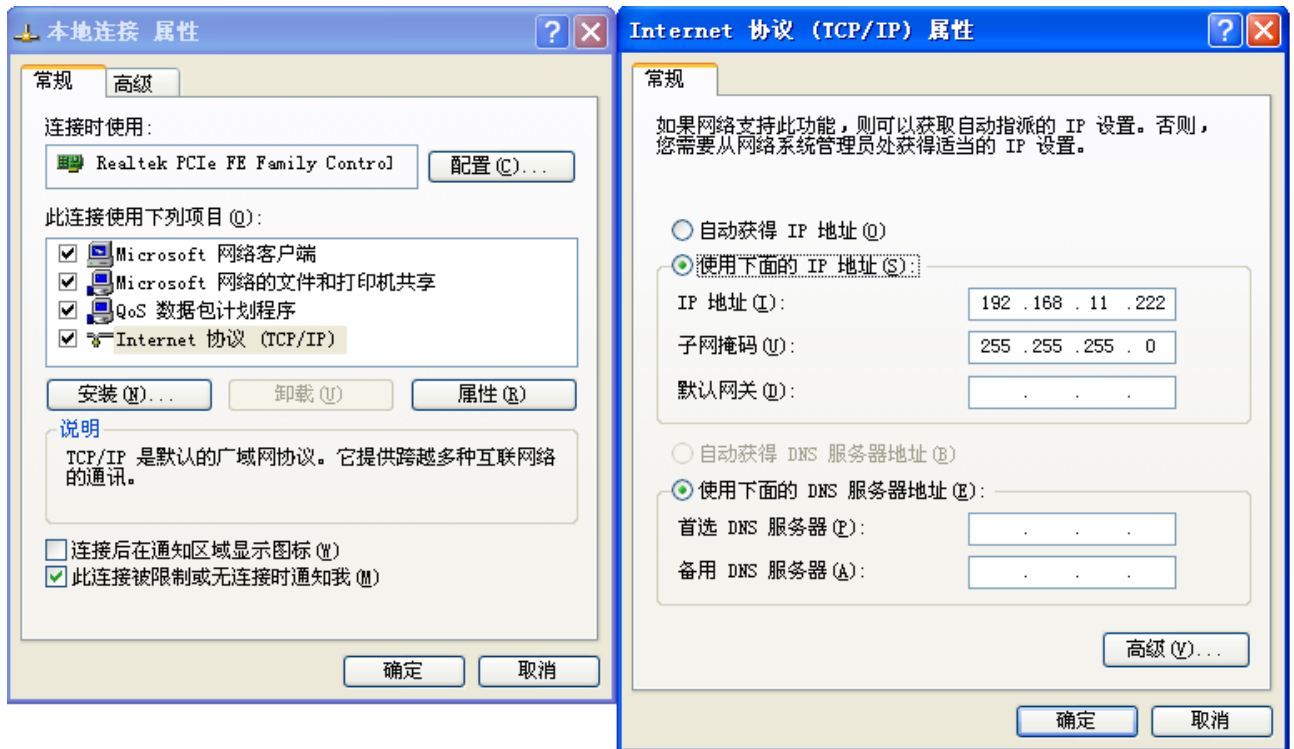 本地连接 属性
常规
高级
连接时使用:
Realtek PCIe FE Family Control
配置(C)...
此连接使用下列项目(O):
Microsoft 网络客户端
Microsoft 网络的文件和打印机共享
QoS 数据包计划程序
Internet 协议 (TCP/IP)
安装(N)...
卸载(U)
属性(R)
说明
TCP/IP 是默认的广域网协议。它提供跨越多种互联网络
的通讯。
连接后在通知区域显示图标(W)
此连接被限制或无连接时通知我(M)
确定
取消
Internet 协议 (TCP/IP) 属性
常规
如果网络支持此功能,则可以获取自动指派的 IP 设置。否则,
您需要从网络系统管理员处获得适当的 IP 设置。
自动获得 IP 地址(O)
使用下面的 IP 地址(S):
IP 地址(I):
192 .168 . 11 .222
子网掩码(U):
255 .255 .255 . 0
默认网关(D):
. . .
自动获得 DNS 服务器地址(B)
使用下面的 DNS 服务器地址(E):
首选 DNS 服务器(P):
. . .
备用 DNS 服务器(A):
. . .
高级(V)...
确定
取消